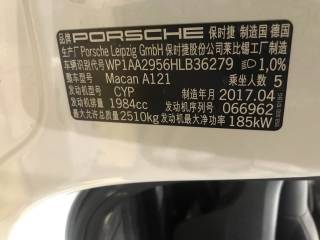 品牌 PORSCHE 保时捷 制造国 德国
生产厂 Porsche Leipzig GmbH 保时捷股份公司莱比锡工厂制造
车辆识别代号 WP1AA2956HLB36279 1,0%
整车型号 Macan A121 乘坐人数 5
发动机型号 CYP 制造年月 2017.04
发动机排量 1984cc 发动机号 066962
最大允许总质量 2510kg 发动机最大净功率 185kW